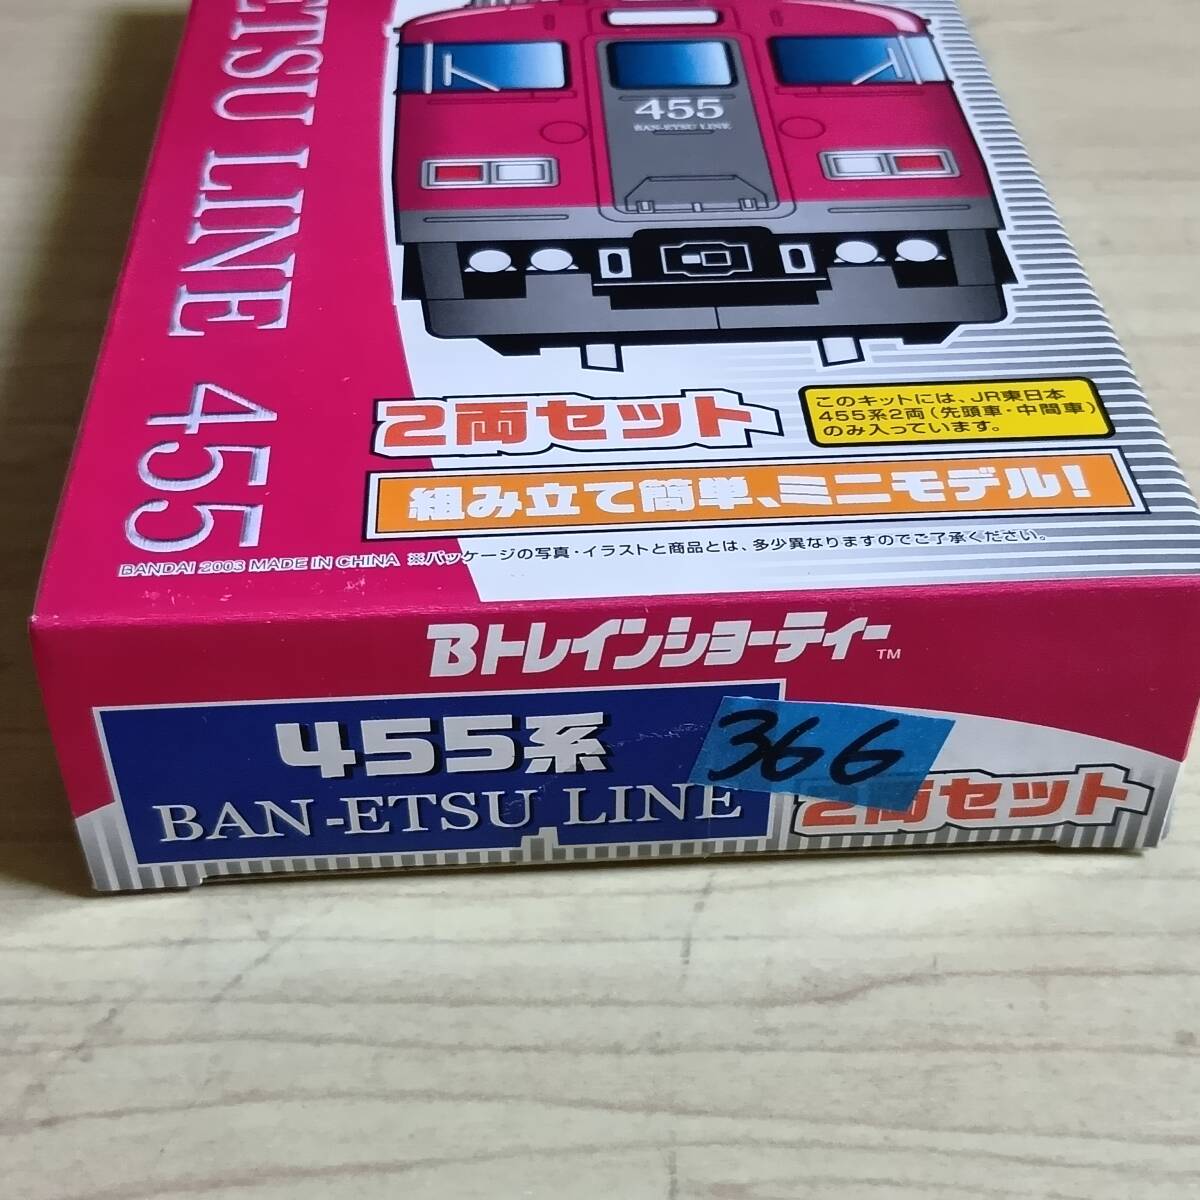 ETSU LINE 455
455
BAN-ETSU LINE
2両セット
このキットには、JR東日本
455系2両(先頭車・中間車)
のみ入っています。
組み立て簡単、ミニモデル!
BANDAI 2003 MADE IN CHINA ※パッケージの写真・イラストと商品とは、多少異なりますのでご了承ください。
Bトレインショーティー™
455系
366
BAN-ETSU LINE
2両セット